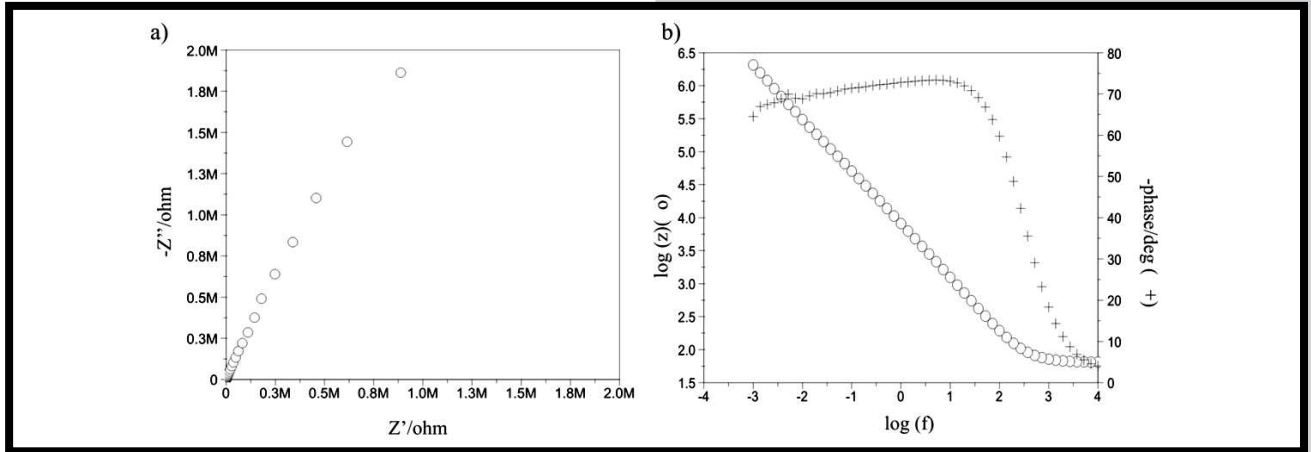 a)
2.0M
1.8M
1.5M
1.3M
1.0M
0.8M
0.5M
0.3M
0
-Z’’/ohm
0 0.3M 0.5M 0.8M 1.0M 1.3M 1.5M 1.8M 2.0M
Z’/ohm
b)
6.5
6.0
5.5
5.0
4.5
4.0
3.5
3.0
2.5
2.0
1.5
log (z)( o)
80
70
60
50
40
30
20
10
0
-phase/deg ( +)
-4 -3 -2 -1 0 1 2 3 4
log (f)